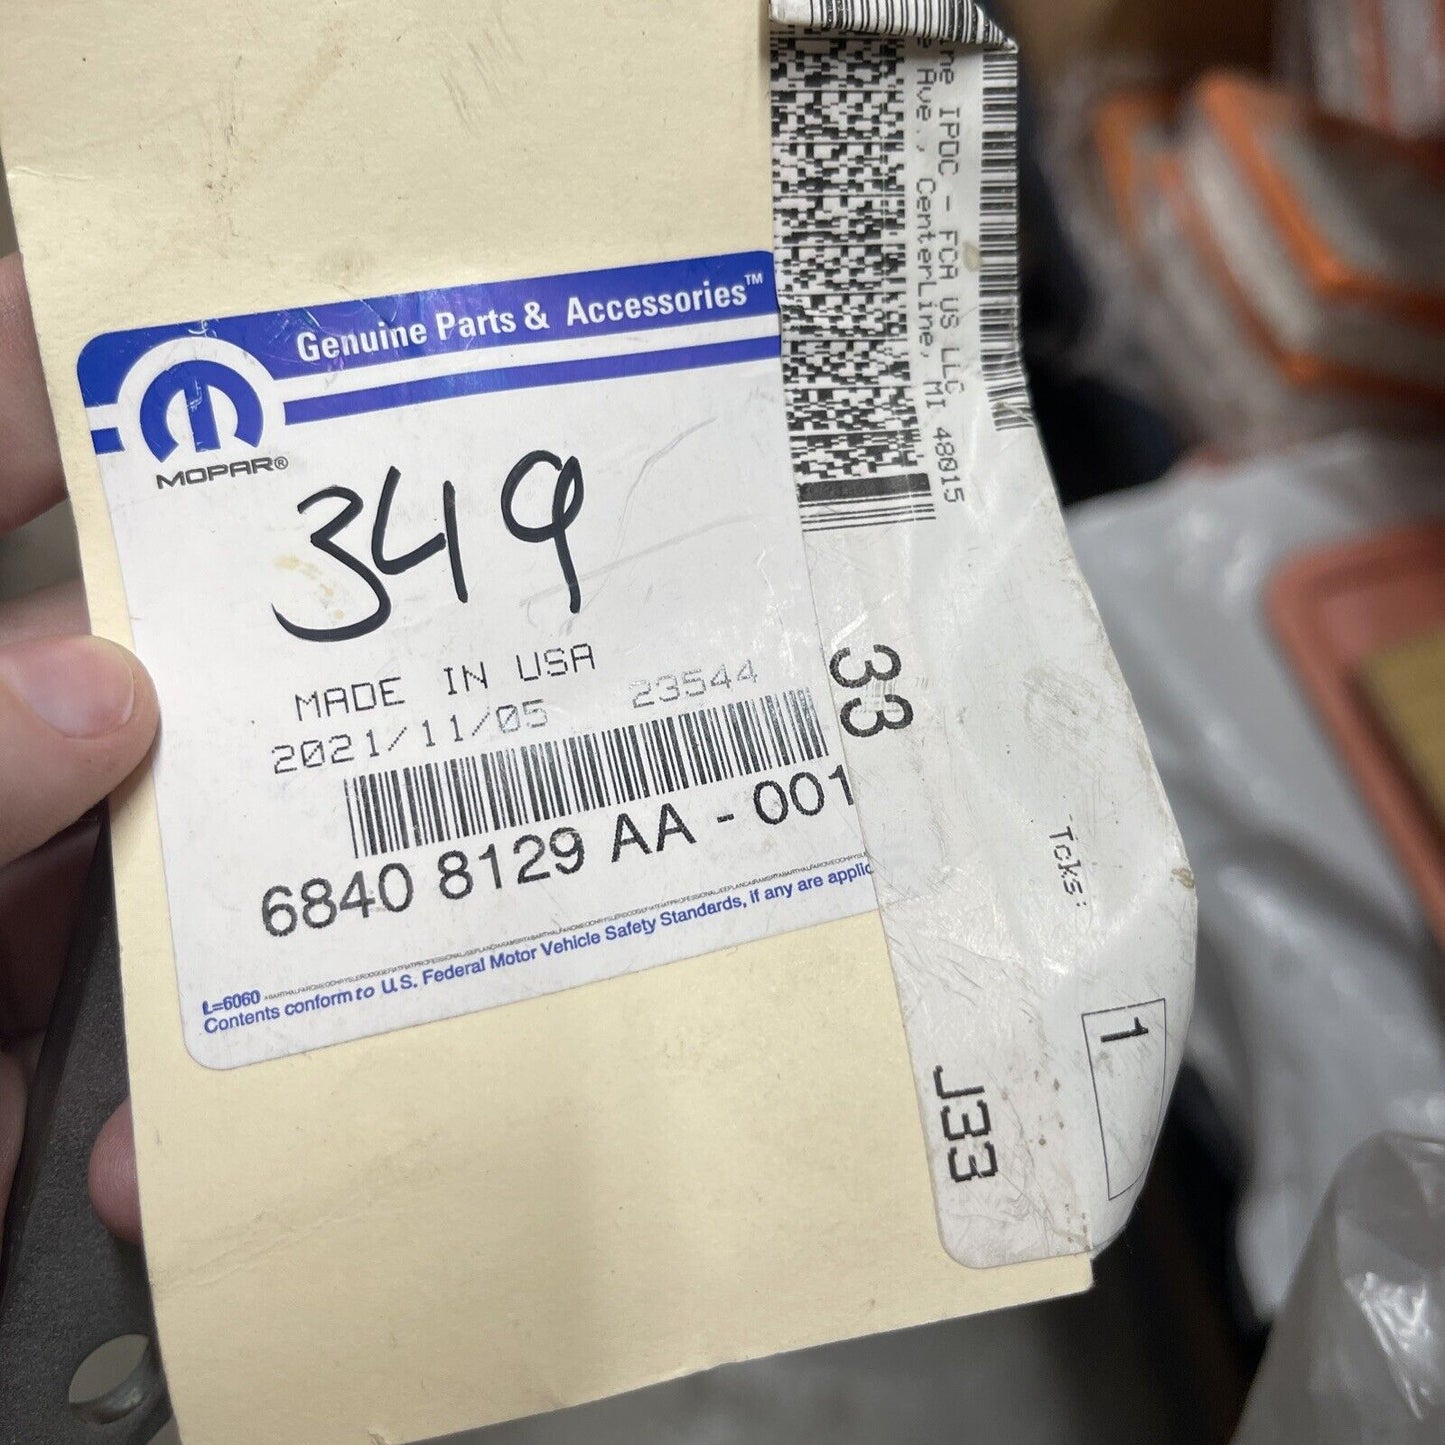 Genuine Parts & Accessories™
MOPAR®
349
MADE IN USA
2021/11/05 23544
6840 8129 AA - 001
L=6060
Contents conform to U.S. Federal Motor Vehicle Safety Standards, if any are applic
IPDC - FCA US LLC
Ave., CenterLine, MI 48015
33
Tcks:
1
J33